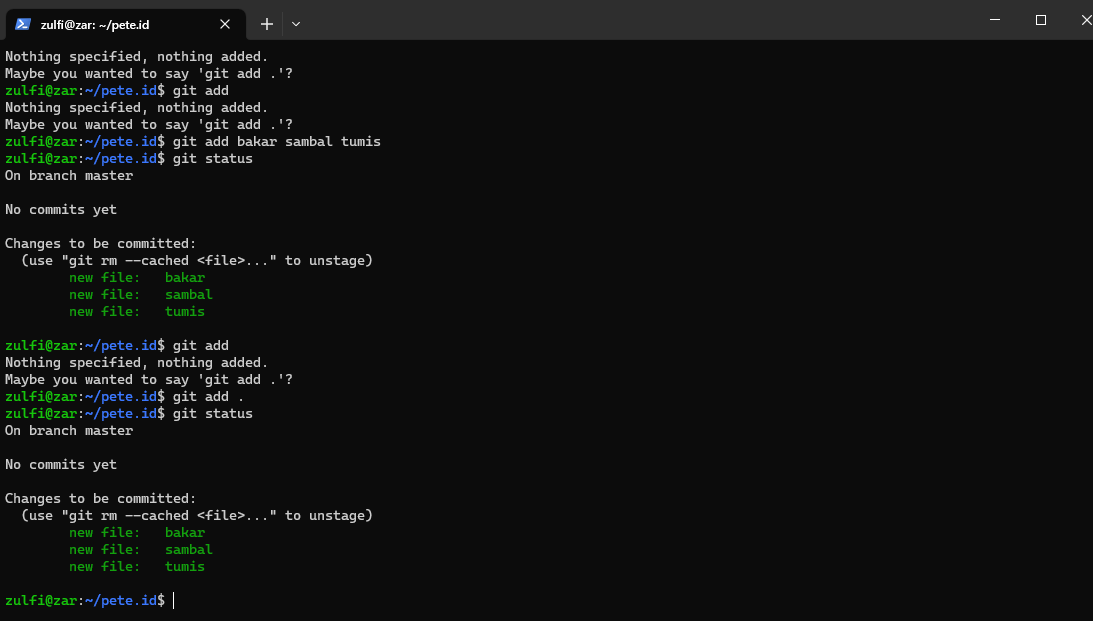 zulfi@zar: ~/pete.id
Nothing specified, nothing added.
Maybe you wanted to say 'git add .'?
zulfi@zar:~/pete.id$ git add
Nothing specified, nothing added.
Maybe you wanted to say 'git add .'?
zulfi@zar:~/pete.id$ git add bakar sambal tumis
zulfi@zar:~/pete.id$ git status
On branch master

No commits yet

Changes to be committed:
  (use "git rm --cached <file>..." to unstage)
        new file:   bakar
        new file:   sambal
        new file:   tumis

zulfi@zar:~/pete.id$ git add
Nothing specified, nothing added.
Maybe you wanted to say 'git add .'?
zulfi@zar:~/pete.id$ git add .
zulfi@zar:~/pete.id$ git status
On branch master

No commits yet

Changes to be committed:
  (use "git rm --cached <file>..." to unstage)
        new file:   bakar
        new file:   sambal
        new file:   tumis

zulfi@zar:~/pete.id$